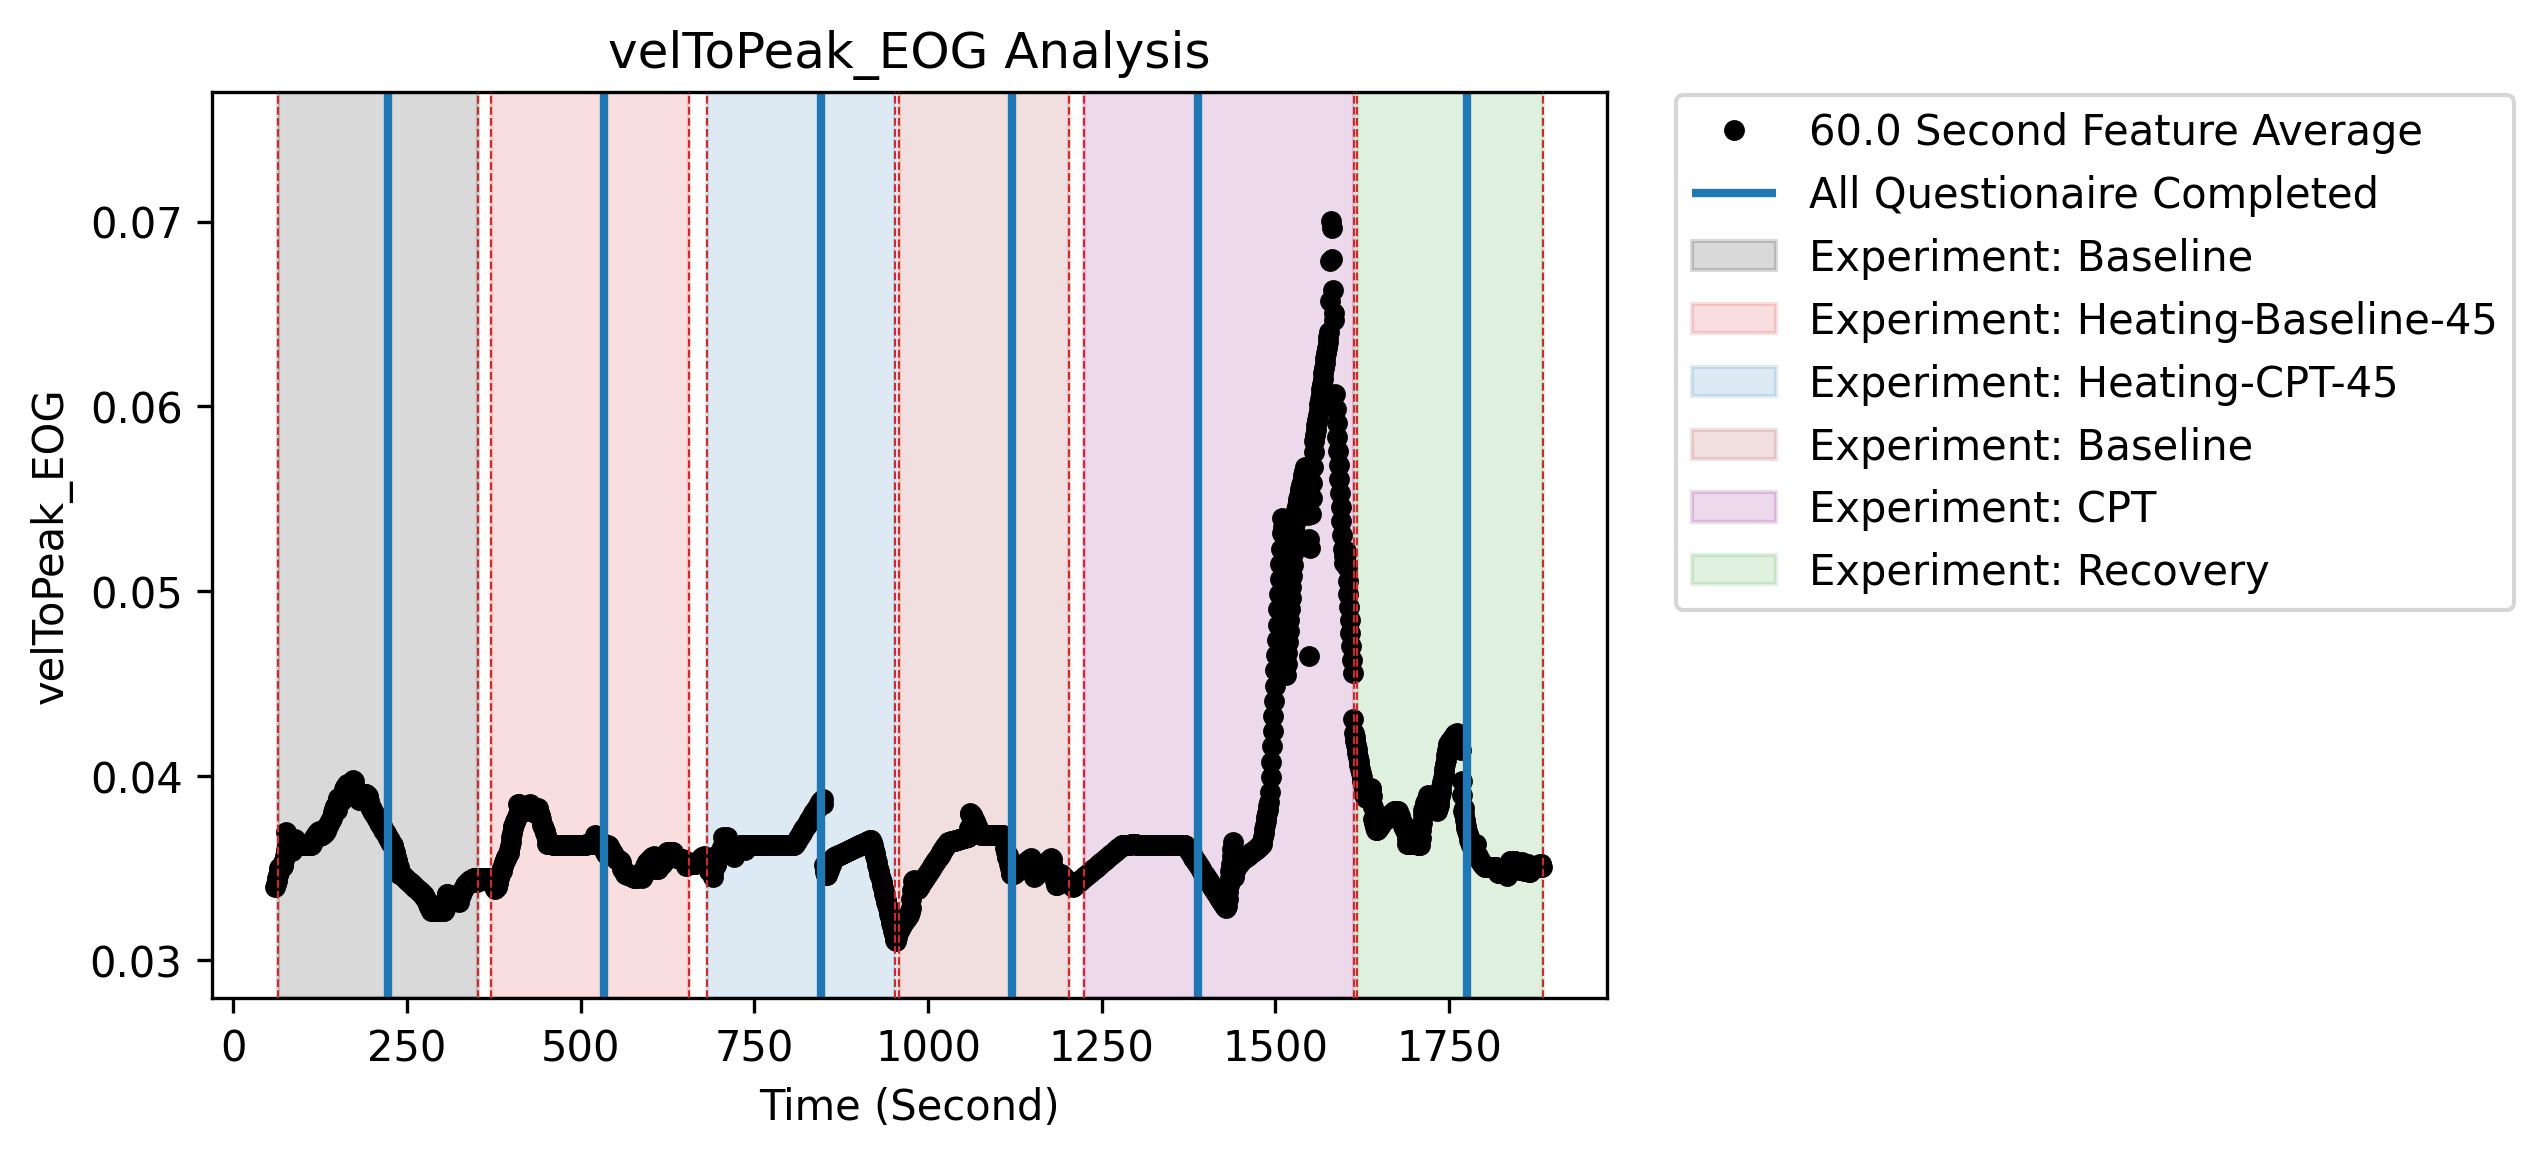 velToPeak_EOG Analysis
velToPeak_EOG
0.07
0.06
0.05
0.04
0.03
0
250
500
750
1000
1250
1500
1750
Time (Second)
60.0 Second Feature Average
All Questionaire Completed
Experiment: Baseline
Experiment: Heating-Baseline-45
Experiment: Heating-CPT-45
Experiment: Baseline
Experiment: CPT
Experiment: Recovery